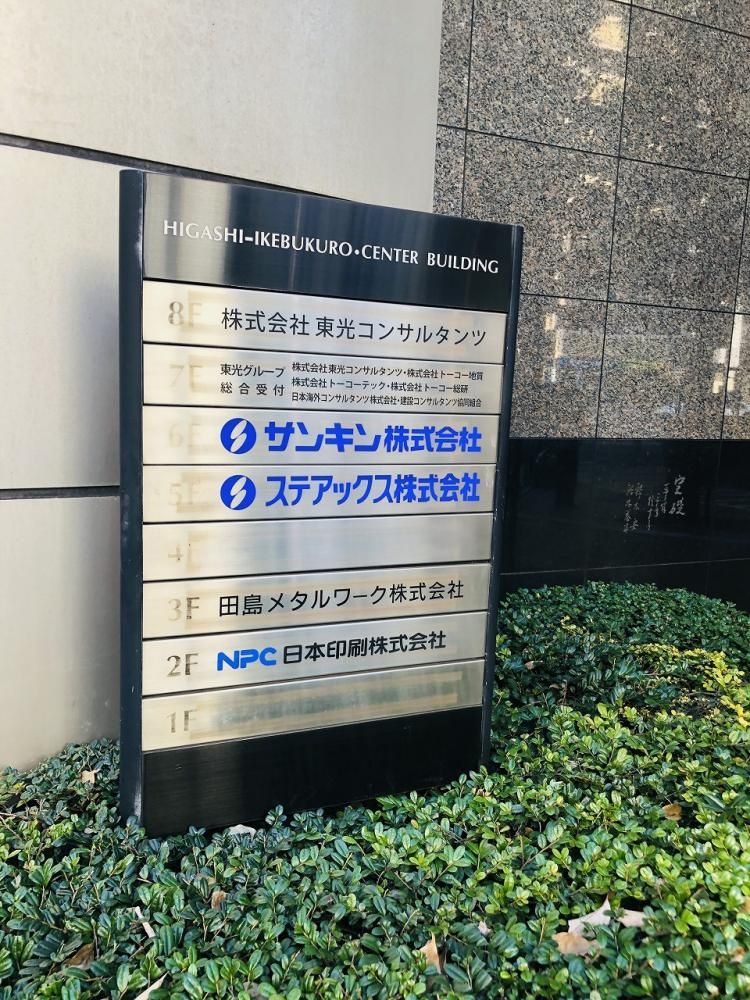 HIGASHI-IKEBUKURO•CENTER BUILDING
8F 株式会社 東光コンサルタンツ
7F 東光グループ 総合受付
株式会社東光コンサルタンツ・株式会社トーコー地質
株式会社トーコーテック・株式会社トーコー総研
日本海外コンサルタンツ株式会社・建設コンサルタンツ協同組合
6F サンキン株式会社
5F ステアックス株式会社
4F
3F 田島メタルワーク株式会社
2F NPC 日本印刷株式会社
1F